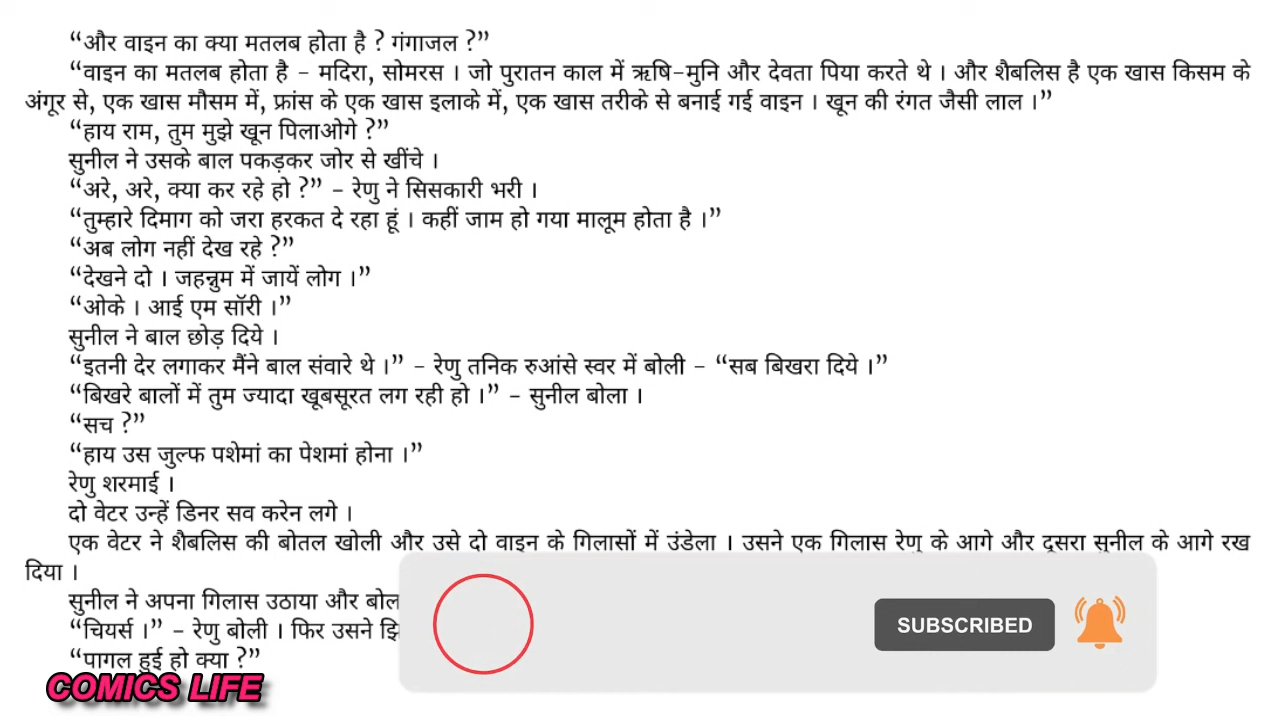 “और वाइन का क्या मतलब होता है ? गंगाजल ?”
“वाइन का मतलब होता है - मदिरा, सोमरस । जो पुरातन काल में ऋषि-मुनि और देवता पिया करते थे । और शैबलिस है एक खास किसम के
अंगूर से, एक खास मौसम में, फ्रांस के एक खास इलाके में, एक खास तरीके से बनाई गई वाइन । खून की रंगत जैसी लाल ।”
“हाय राम, तुम मुझे खून पिलाओगे ?”
सुनील ने उसके बाल पकड़कर जोर से खींचे ।
“अरे, अरे, क्या कर रहे हो ?” - रेणु ने सिसकारी भरी ।
“तुम्हारे दिमाग को जरा हरकत दे रहा हूं । कहीं जाम हो गया मालूम होता है ।”
“अब लोग नहीं देख रहे ?”
“देखने दो । जहन्नुम में जायें लोग ।”
“ओके । आई एम सॉरी ।”
सुनील ने बाल छोड़ दिये ।
“इतनी देर लगाकर मैंने बाल संवारे थे ।” - रेणु तनिक रुआंसे स्वर में बोली - “सब बिखरा दिये ।”
“बिखरे बालों में तुम ज्यादा खूबसूरत लग रही हो ।” - सुनील बोला ।
“सच ?”
“हाय उस जुल्फ पशेमां का पेशमां होना ।”
रेणु शरमाई ।
दो वेटर उन्हें डिनर सव करेन लगे ।
एक वेटर ने शैबलिस की बोतल खोली और उसे दो वाइन के गिलासों में उंडेला । उसने एक गिलास रेणु के आगे और दूसरा सुनील के आगे रख
दिया ।
सुनील ने अपना गिलास उठाया और
“चियर्स ।” - रेणु बोली । फिर उसने
“पागल हुई हो क्या ?”
SUBSCRIBED
COMICS LIFE